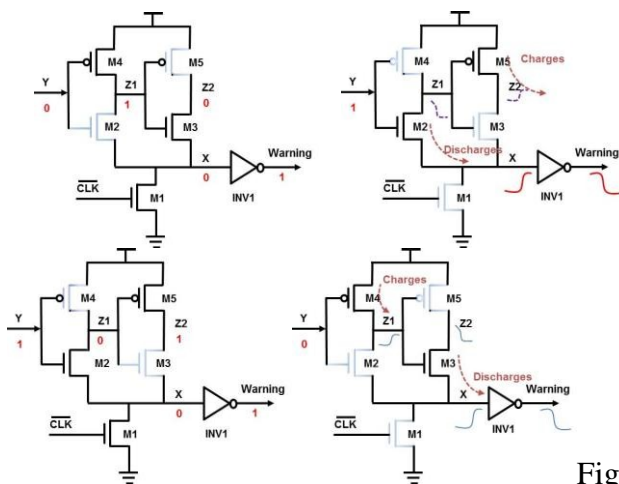 M4
M5
Y
Z1
Z2
0
1
0
M2
M3
X
Warning
0
1
CLK
M1
INV1
M4
M5
Charges
Y
Z2
1
M2
M3
Discharges
X
Warning
CLK
M1
INV1
M4
M5
Y
Z1
Z2
1
0
1
M2
M3
X
Warning
0
1
CLK
M1
INV1
Charges
M4
M5
Y
Z1
Z2
0
M2
M3
Discharges
X
Warning
CLK
M1
INV1
Fig